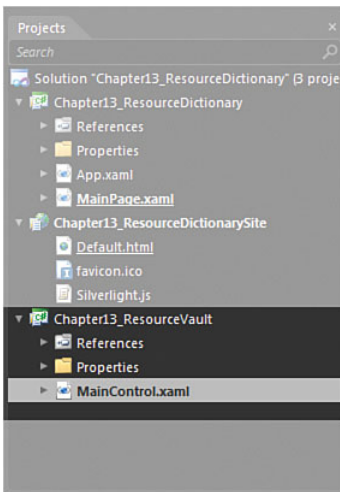 Projects
Search
Solution "Chapter13_ResourceDictionary" (3 proje
Chapter13_ResourceDictionary
References
Properties
App.xaml
MainPage.xaml
Chapter13_ResourceDictionarySite
Default.html
favicon.ico
Silverlight.js
Chapter13_ResourceVault
References
Properties
MainControl.xaml